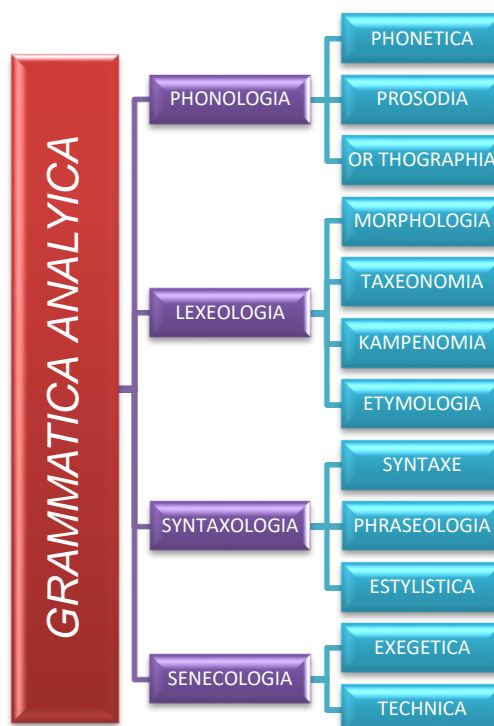 GRAMMATICA ANALYICA
PHONOLOGIA
PHONETICA
PROSODIA
OR THOGRAPHIA
LEXEOLOGIA
MORPHOLOGIA
TAXEONOMIA
KAMPENOMIA
ETYMOLOGIA
SYNTAXOLOGIA
SYNTAXE
PHRASEOLOGIA
ESTYLISTICA
SENECOLOGIA
EXEGETICA
TECHNICA